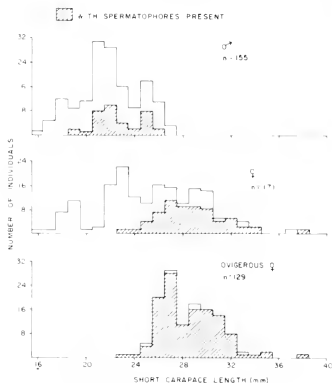 WITH SPERMATOPHORES PRESENT
♂
n = 155
♀
n = 171
OVIGEROUS ♀
n = 129
NUMBER OF INDIVIDUALS
32
24
16
8
32
24
16
8
32
24
16
8
16 20 24 28 32 36 40
SHORT CARAPACE LENGTH (mm)